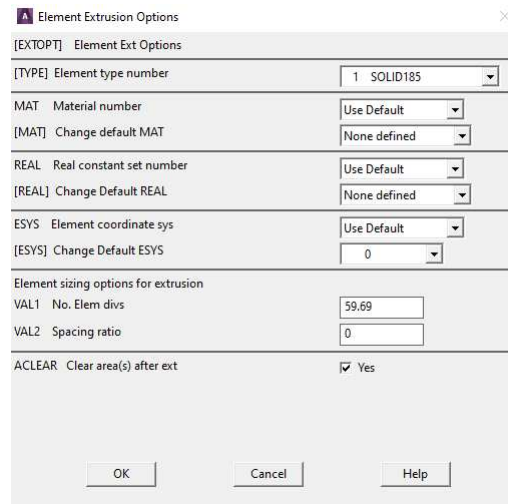 Element Extrusion Options
[EXTOPT] Element Ext Options
[TYPE] Element type number 1 SOLID185
MAT Material number Use Default
[MAT] Change default MAT None defined
REAL Real constant set number Use Default
[REAL] Change Default REAL None defined
ESYS Element coordinate sys Use Default
[ESYS] Change Default ESYS 0
Element sizing options for extrusion
VAL1 No. Elem divs 59.69
VAL2 Spacing ratio 0
ACLEAR Clear area(s) after ext Yes
OK Cancel Help